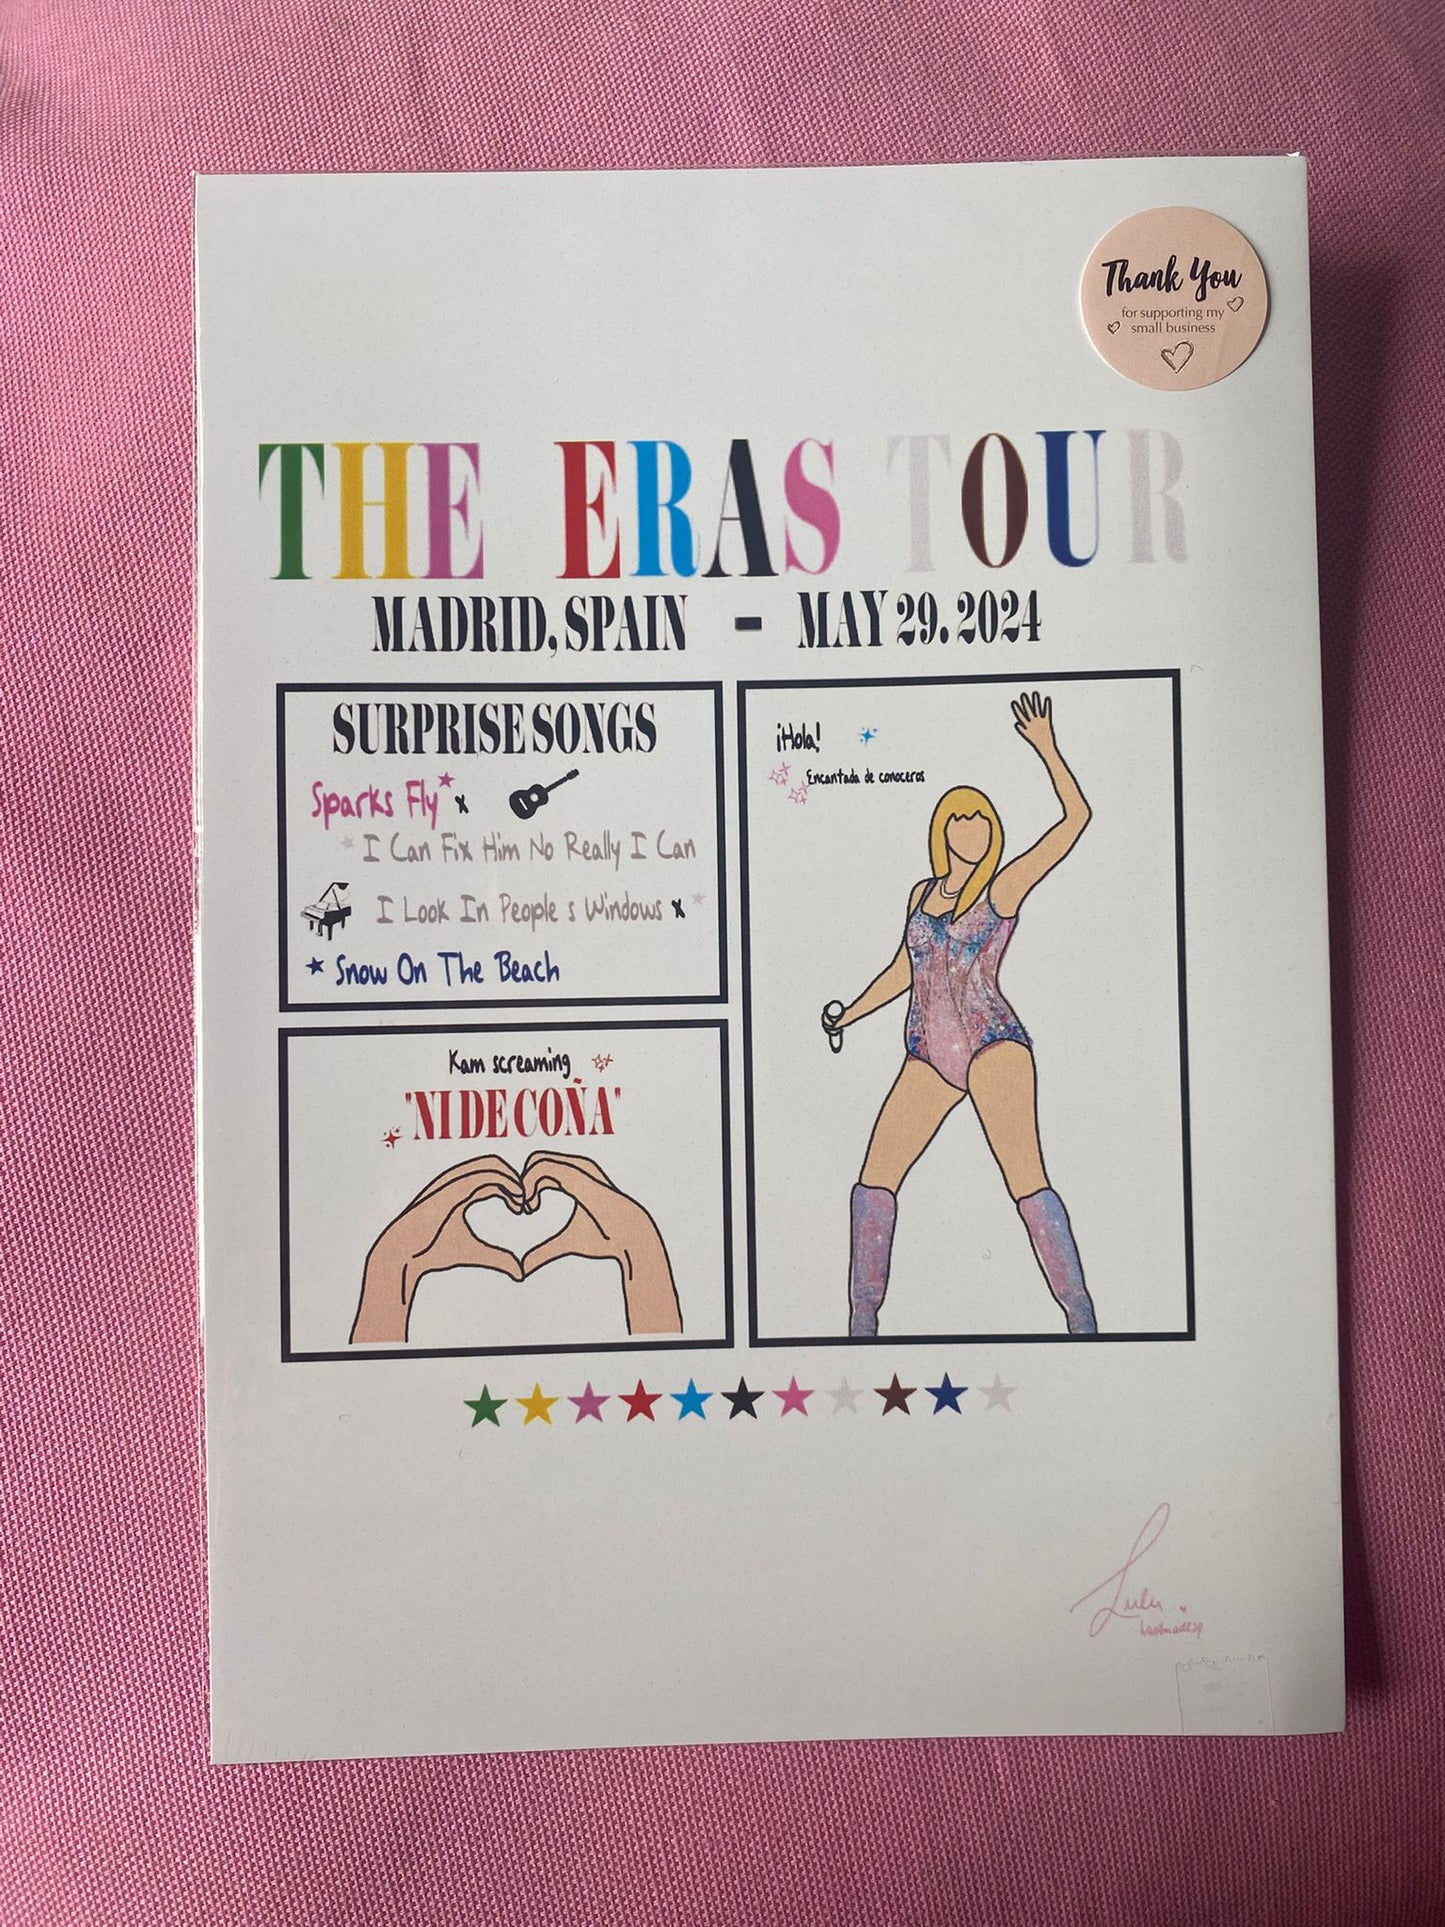 Thank You
for supporting my
small business
THE ERAS TOUR
MADRID, SPAIN - MAY 29. 2024
SURPRISE SONGS
Sparks Fly x
I Can Fix Him No Really I Can
I Look In People s Windows x
Snow On The Beach
Kam screaming
"NI DE COÑA"
¡Hola!
Encantada de conoceros
Lulu
handmadesp